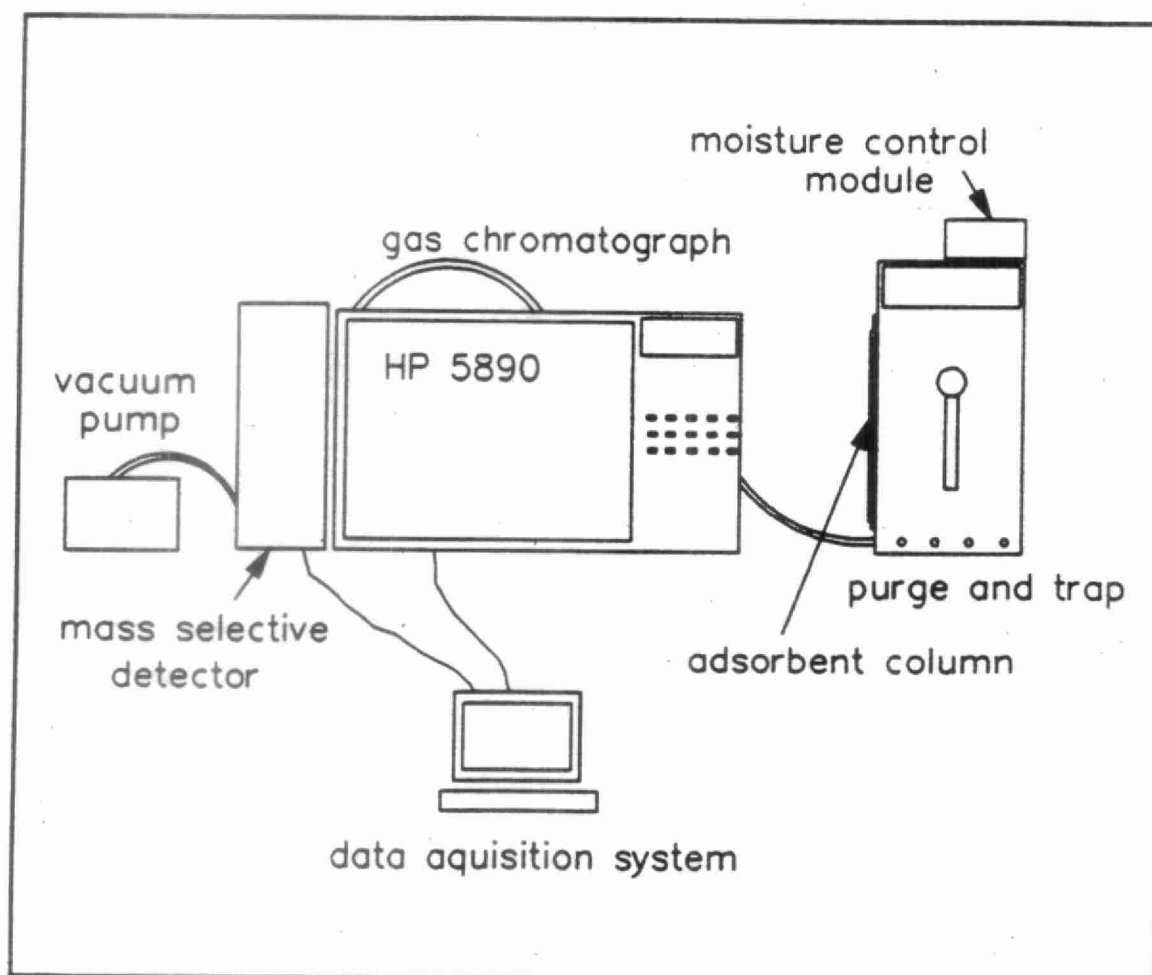 moisture control
module
gas chromatograph
HP 5890
vacuum
pump
purge and trap
mass selective
detector
adsorbent column
data aquisition system